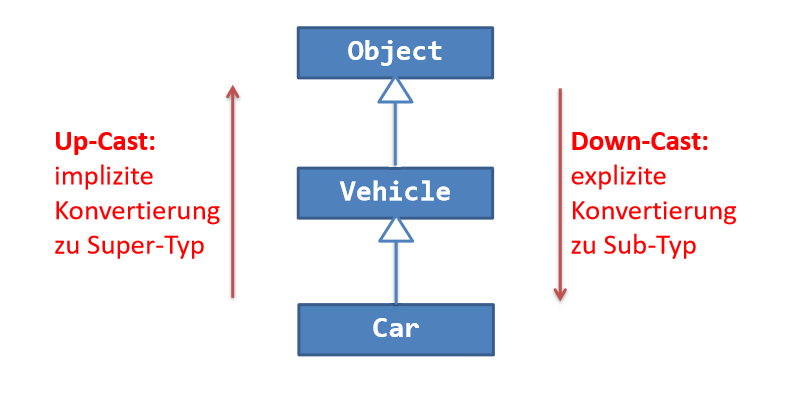 Object
Up-Cast:
implizite
Konvertierung
zu Super-Typ
Vehicle
Down-Cast:
explizite
Konvertierung
zu Sub-Typ
Car